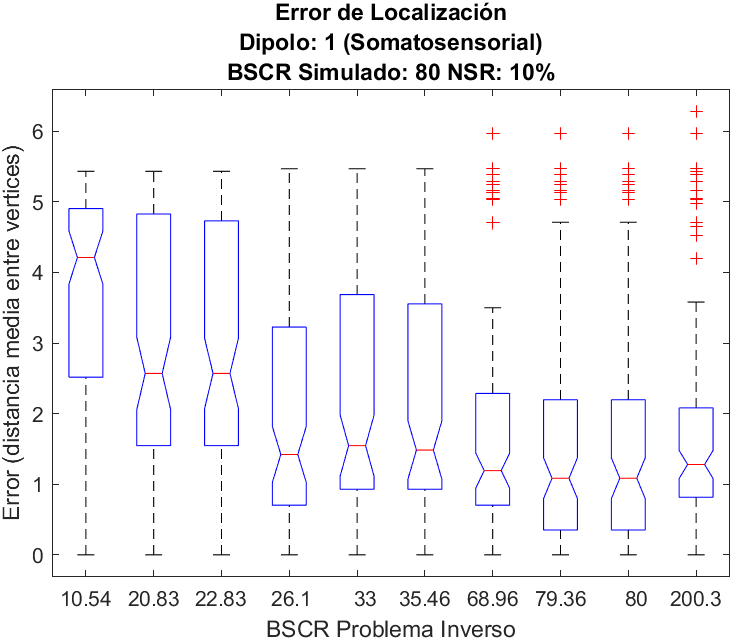 Error de Localización
Dipolo: 1 (Somatosensorial)
BSCR Simulado: 80 NSR: 10%
Error (distancia media entre vertices)
6
5
4
3
2
1
0
10.54 20.83 22.83 26.1 33 35.46 68.96 79.36 80 200.3
BSCR Problema Inverso